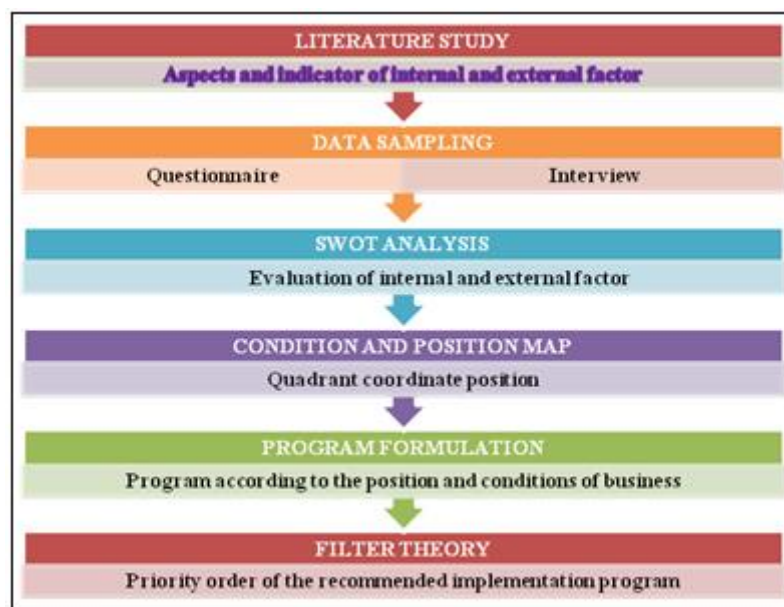 LITERATURE STUDY
Aspects and indicator of internal and external factor
DATA SAMPLING
Questionnaire Interview
SWOT ANALYSIS
Evaluation of internal and external factor
CONDITION AND POSITION MAP
Quadrant coordinate position
PROGRAM FORMULATION
Program according to the position and conditions of business
FILTER THEORY
Priority order of the recommended implementation program